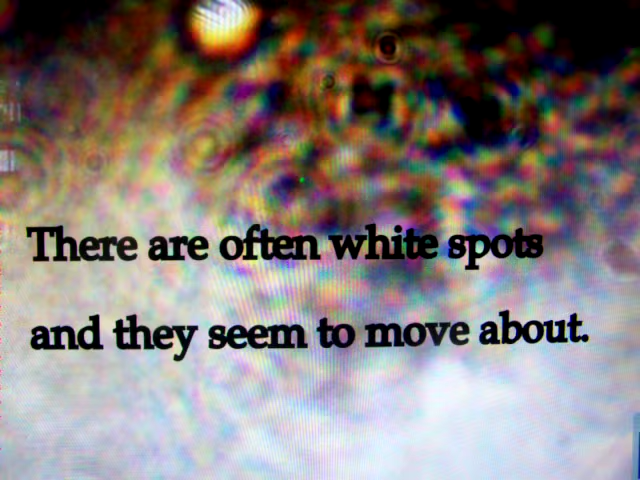 There are often white spots
and they seem to move about.